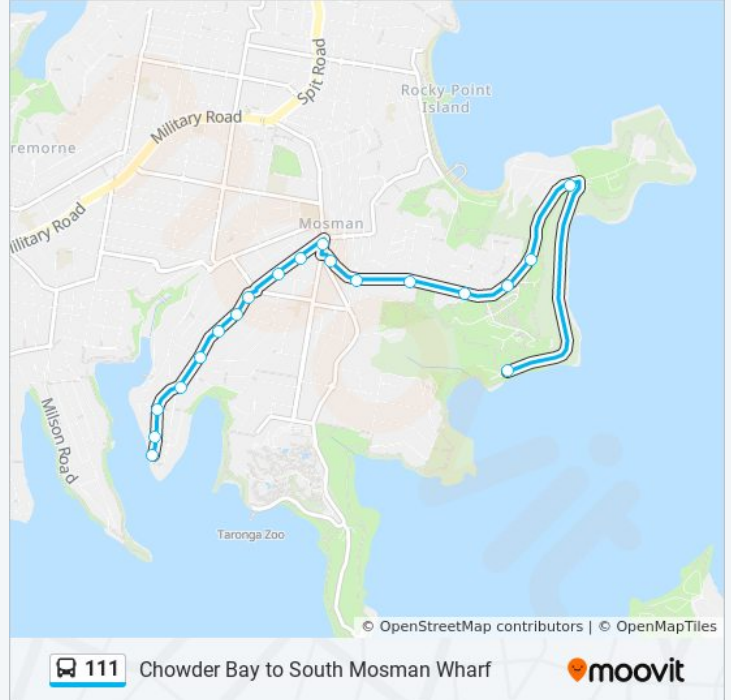 Spit Road
Rocky Point
Island
Military Road
remorne
Military Road
Mosman
Milson Road
Taronga Zoo
© OpenStreetMap contributors | © OpenMapTiles
111 Chowder Bay to South Mosman Wharf
moovit